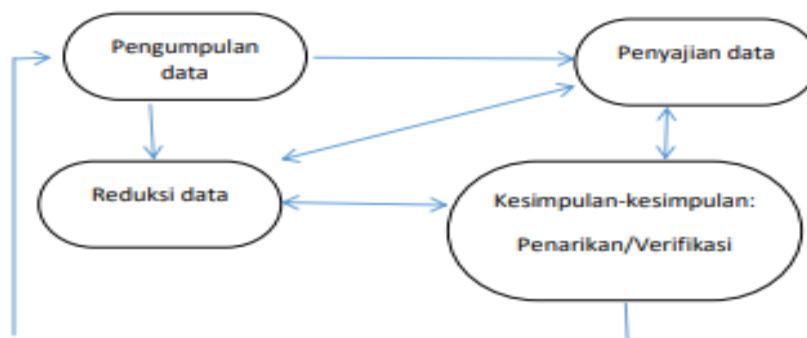 Pengumpulan
data
Penyajian data
Reduksi data
Kesimpulan-kesimpulan:
Penarikan/Verifikasi